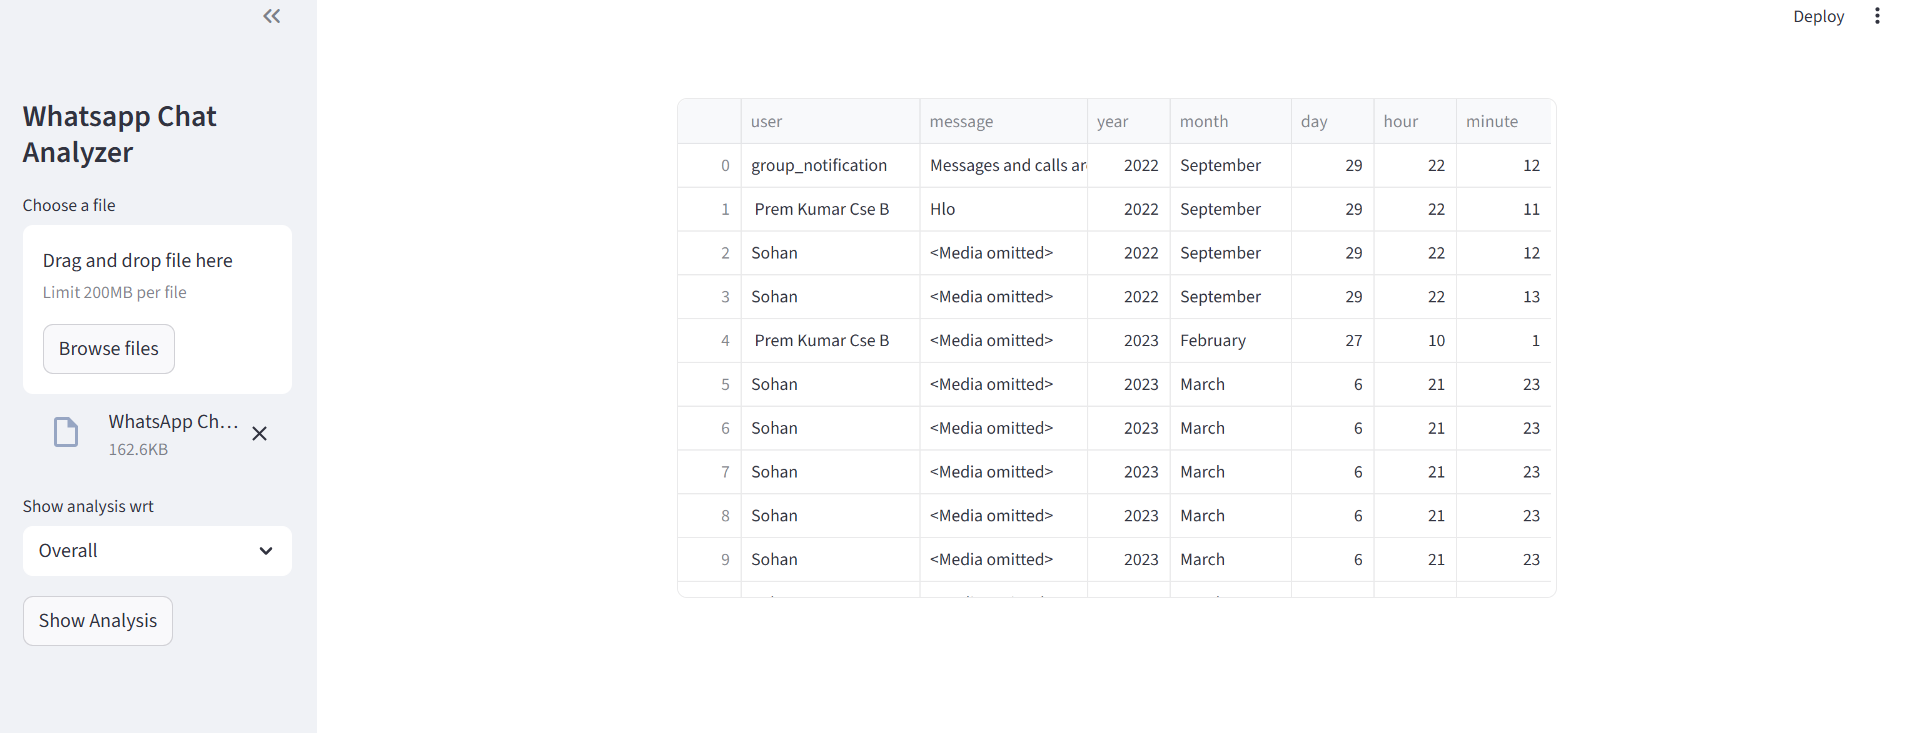 Deploy
Whatsapp Chat
Analyzer
Choose a file
Drag and drop file here
Limit 200MB per file
Browse files
WhatsApp Ch...
162.6KB
Show analysis wrt
Overall
Show Analysis
user message year month day hour minute
0 group_notification Messages and calls ar 2022 September 29 22 12
1 Prem Kumar Cse B Hlo 2022 September 29 22 11
2 Sohan <Media omitted> 2022 September 29 22 12
3 Sohan <Media omitted> 2022 September 29 22 13
4 Prem Kumar Cse B <Media omitted> 2023 February 27 10 1
5 Sohan <Media omitted> 2023 March 6 21 23
6 Sohan <Media omitted> 2023 March 6 21 23
7 Sohan <Media omitted> 2023 March 6 21 23
8 Sohan <Media omitted> 2023 March 6 21 23
9 Sohan <Media omitted> 2023 March 6 21 23